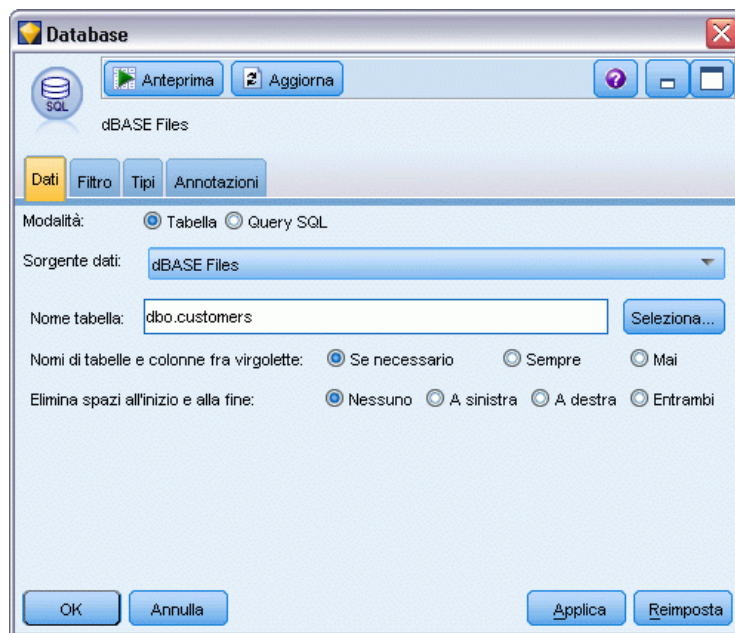 Database
Anteprima Aggiorna
SQL
dBASE Files
Dati Filtro Tipi Annotazioni
Modalità: Tabella Query SQL
Sorgente dati: dBASE Files
Nome tabella: dbo.customers Seleziona...
Nomi di tabelle e colonne fra virgolette: Se necessario Sempre Mai
Elimina spazi all'inizio e alla fine: Nessuno A sinistra A destra Entrambi
OK Annulla Applica Reimposta